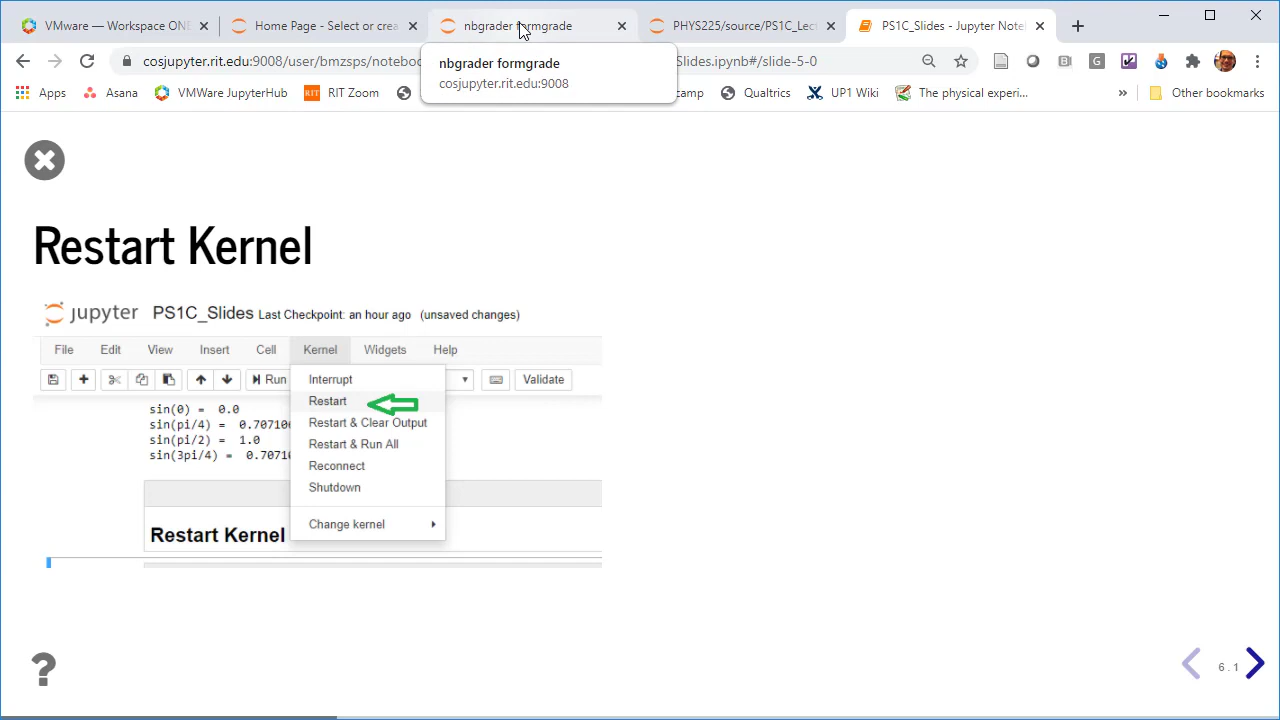 VMware — Workspace ONE
Home Page - Select or crea
nbgrader formgrade
PHYS225/source/PS1C_Lect
PS1C_Slides - Jupyter Note
cosjupyter.rit.edu:9008/user/bmzsps/noteboo
Slides.ipynb#/slide-5-0
nbgrader formgrade
cosjupyter.rit.edu:9008
Apps
Asana
VMWare JupyterHub
RIT
RIT Zoom
camp
Qualtrics
UP1 Wiki
The physical experi...
»
Other bookmarks
Restart Kernel
jupyter PS1C_Slides Last Checkpoint: an hour ago (unsaved changes)
File Edit View Insert Cell Kernel Widgets Help
Run
Validate
Interrupt
Restart
Restart & Clear Output
Restart & Run All
Reconnect
Shutdown
Change kernel
sin(0) = 0.0
sin(pi/4) = 0.70710
sin(pi/2) = 1.0
sin(3pi/4) = 0.7071
Restart Kernel
?
6.1